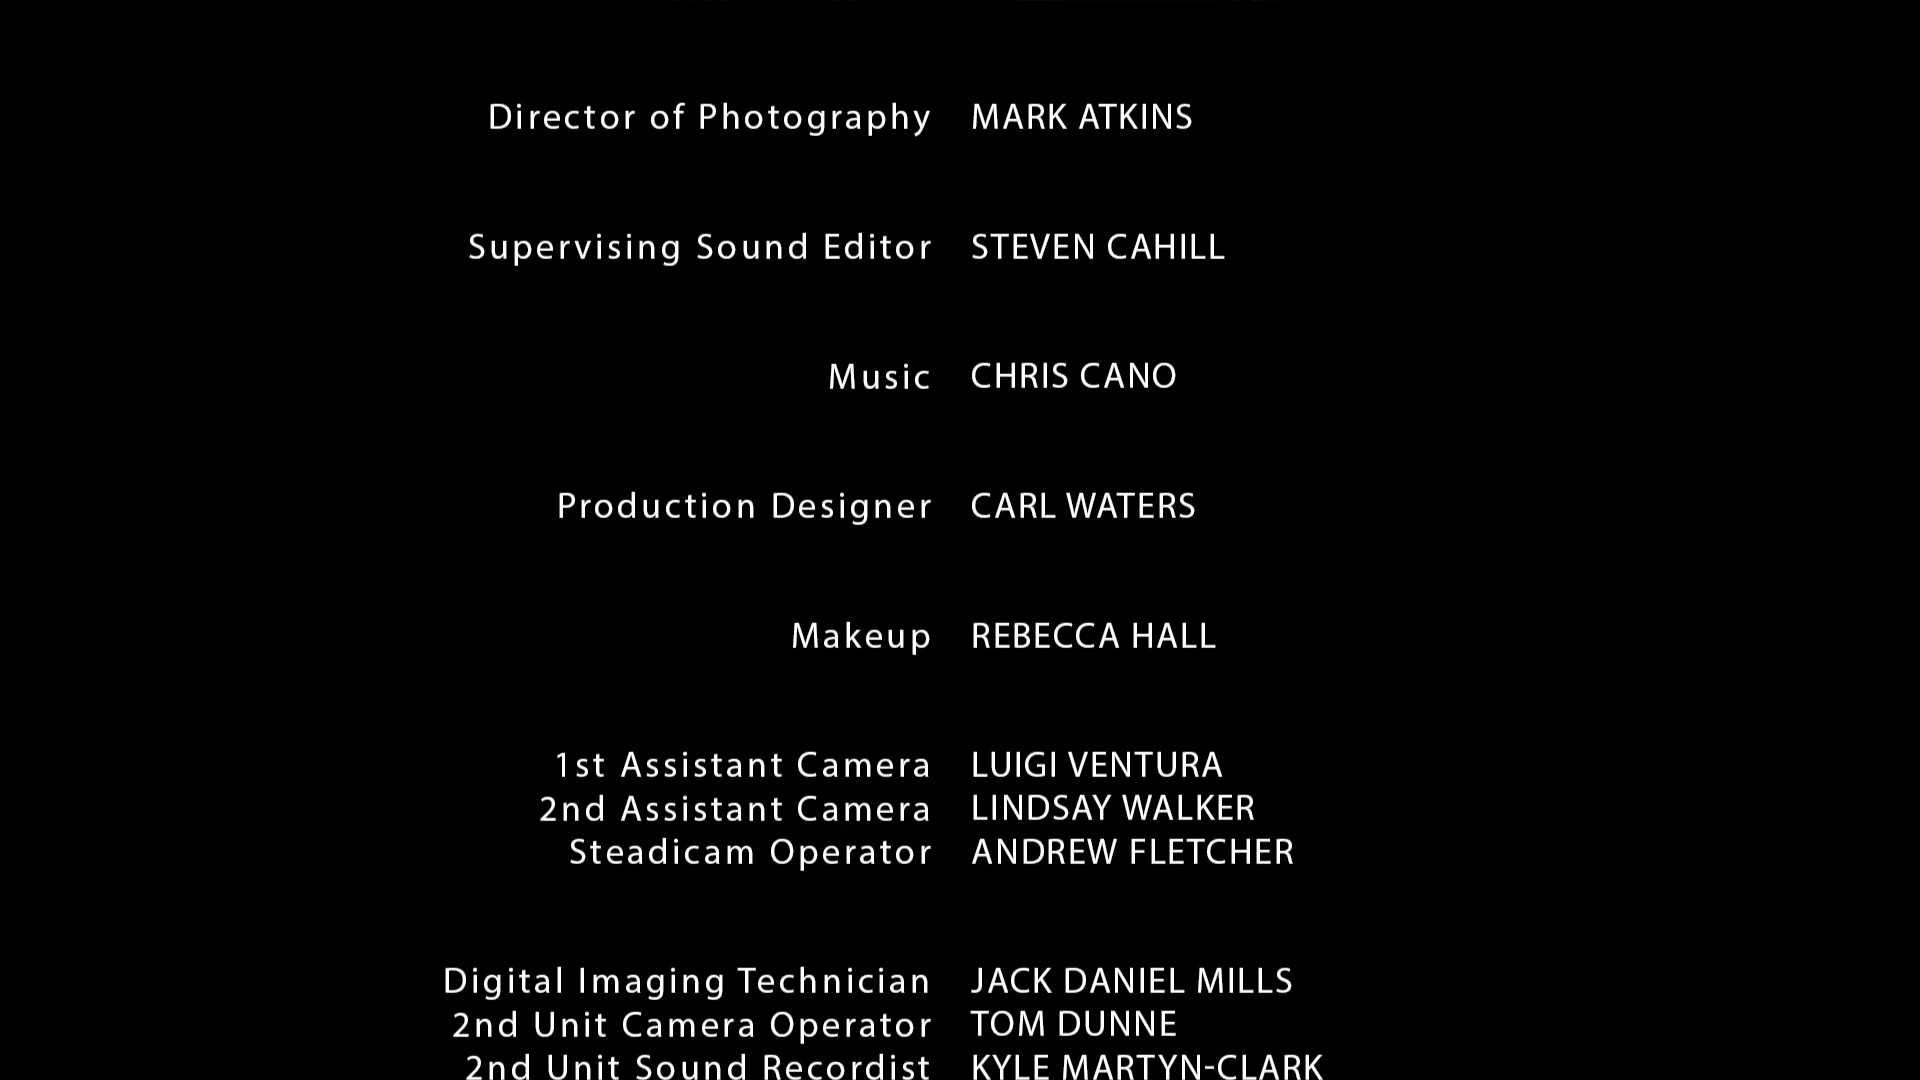 Director of Photography MARK ATKINS
Supervising Sound Editor STEVEN CAHILL
Music CHRIS CANO
Production Designer CARL WATERS
Makeup REBECCA HALL
1st Assistant Camera LUIGI VENTURA
2nd Assistant Camera LINDSAY WALKER
Steadicam Operator ANDREW FLETCHER
Digital Imaging Technician JACK DANIEL MILLS
2nd Unit Camera Operator TOM DUNNE
2nd Unit Sound Recordist KYLE MARTYN-CLARK